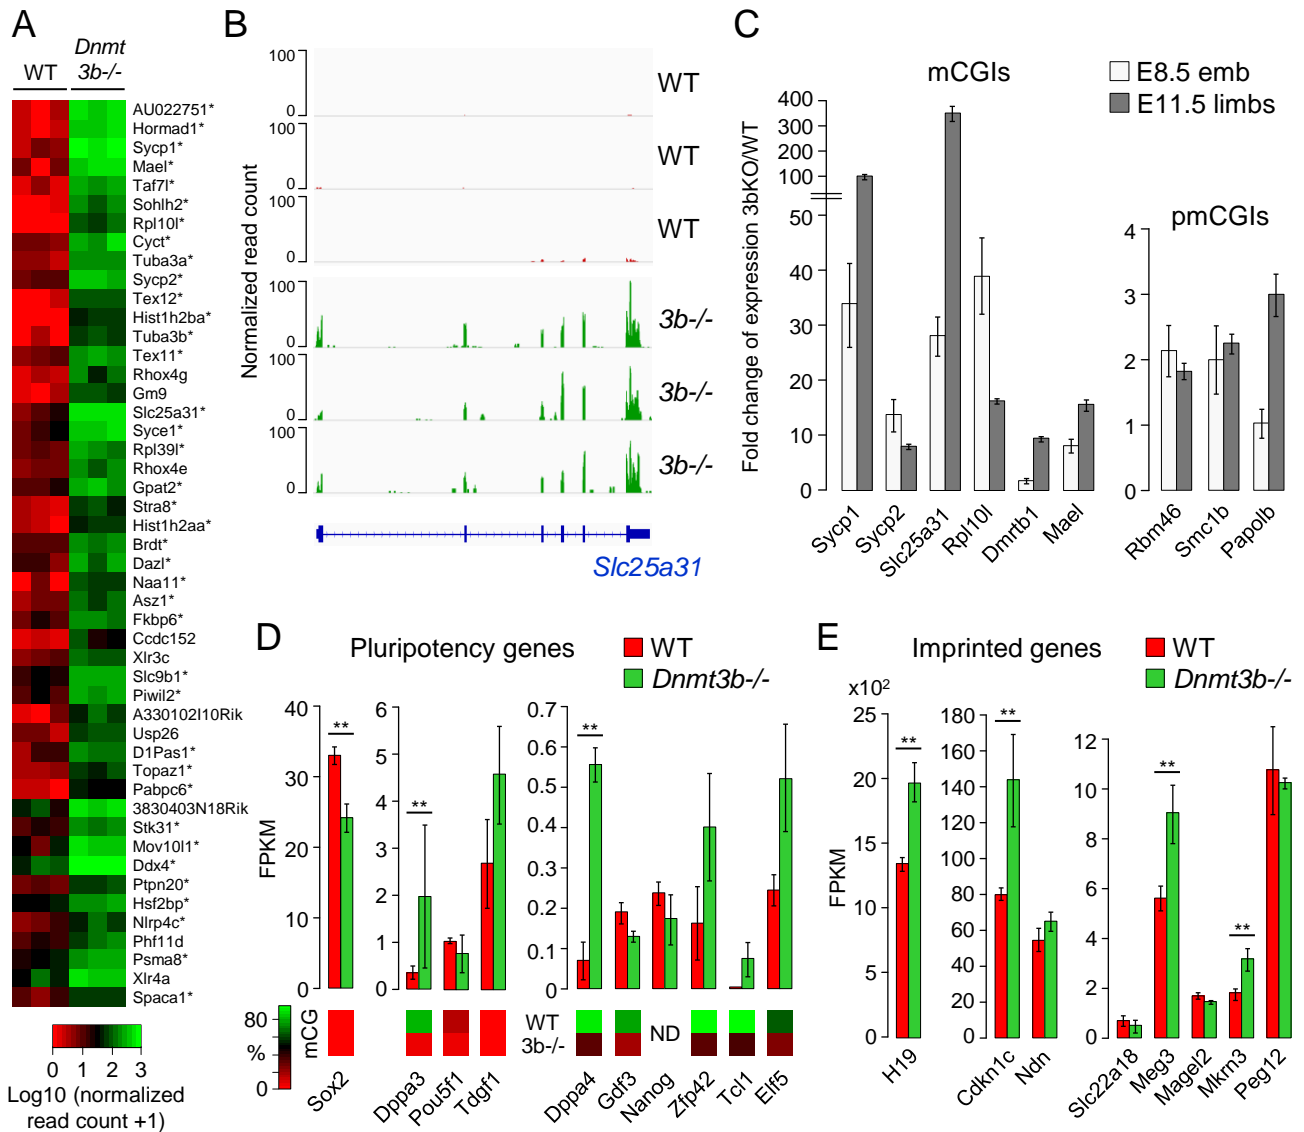 A
WT
Dnmt
3b-/-
AU022751*
Hormad1*
Sycp1*
Mael*
Taf7l*
Sohlh2*
Rpl10l*
Cyct*
Tuba3a*
Sycp2*
Tex12*
Hist1h2ba*
Tuba3b*
Tex11*
Rhox4g
Gm9
Slc25a31*
Syce1*
Rpl39l*
Rhox4e
Gpat2*
Stra8*
Hist1h2aa*
Brdt*
Dazl*
Naa11*
Asz1*
Fkbp6*
Ccdc152
Xlr3c
Slc9b1*
Piwil2*
A330102I10Rik
Usp26
D1Pas1*
Topaz1*
Pabpc6*
3830403N18Rik
Stk31*
Mov10l1*
Ddx4*
Ptpn20*
Hsf2bp*
Nlrp4c*
Phf11d
Psma8*
Xlr4a
Spaca1*
0 1 2 3
Log10 (normalized
read count +1)
B
Normalized read count
100
0
WT
100
0
WT
100
0
WT
100
0
3b-/-
100
0
3b-/-
100
0
3b-/-
Slc25a31
C
mCGIs
E8.5 emb
E11.5 limbs
Fold change of expression 3bKO/WT
400
300
200
100
50
40
30
20
10
0
Sycp1
Sycp2
Slc25a31
Rpl10l
Dmrtb1
Mael
pmCGIs
4
3
2
1
0
Rbm46
Smc1b
Papolb
D
Pluripotency genes
WT
Dnmt3b-/-
FPKM
40
30
20
10
0
**
6
5
4
3
2
1
0
**
0.7
0.6
0.5
0.4
0.3
0.2
0.1
0
**
80
%
0
mCG
WT
3b-/-
ND
Sox2
Dppa3
Pou5f1
Tdgf1
Dppa4
Gdf3
Nanog
Zfp42
Tcl1
Elf5
E
Imprinted genes
WT
Dnmt3b-/-
x10²
FPKM
25
20
15
10
5
0
**
180
160
140
120
100
80
60
40
20
0
**
12
10
8
6
4
2
0
**
**
H19
Cdkn1c
Ndn
Slc22a18
Meg3
Magel2
Mkrn3
Peg12